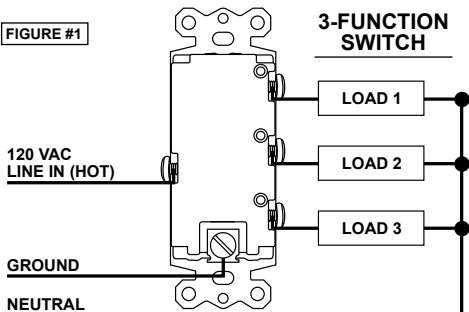 FIGURE #1
3-FUNCTION
SWITCH
LOAD 1
120 VAC
LINE IN (HOT)
LOAD 2
LOAD 3
GROUND
NEUTRAL